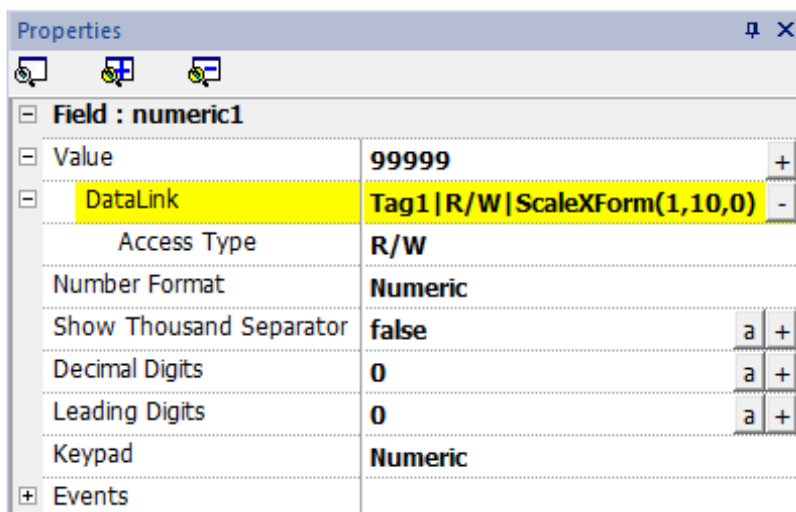 Properties
Field : numeric1
Value 99999 +
DataLink Tag1|R/W|ScaleXForm(1,10,0) -
Access Type R/W
Number Format Numeric
Show Thousand Separator false a +
Decimal Digits 0 a +
Leading Digits 0 a +
Keypad Numeric
Events